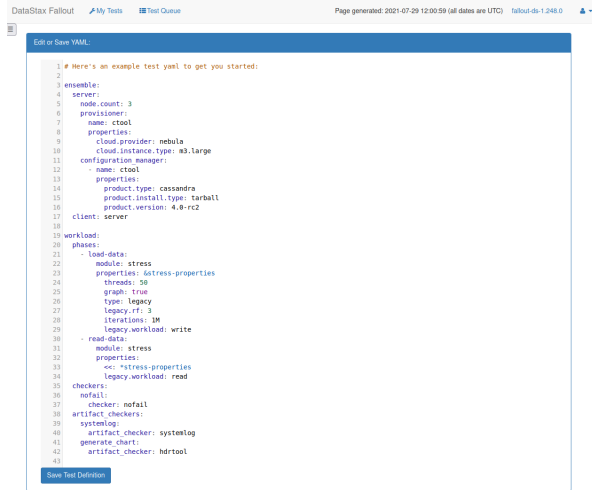 DataStax Fallout My Tests Test Queue Page generated: 2021-07-29 12:00:59 (all dates are UTC) fallout-ds-1.248.0
Edit or Save YAML:
1 # Here's an example test yaml to get you started:
2
3 ensemble:
4   server:
5     node.count: 3
6     provisioner:
7       name: ctool
8       properties:
9         cloud.provider: nebula
10         cloud.instance.type: m3.large
11     configuration_manager:
12       - name: ctool
13         properties:
14           product.type: cassandra
15           product.install.type: tarball
16           product.version: 4.0-rc2
17   client: server
18
19 workload:
20   phases:
21     - load-data:
22         module: stress
23         properties: &stress-properties
24           threads: 50
25           graph: true
26           type: legacy
27           legacy.rf: 3
28           iterations: 1M
29           legacy.workload: write
30     - read-data:
31         module: stress
32         properties:
33           <<: *stress-properties
34           legacy.workload: read
35   checkers:
36     nofail:
37       checker: nofail
38   artifact_checkers:
39     systemlog:
40       artifact_checker: systemlog
41     generate_chart:
42       artifact_checker: hdrtool
43
Save Test Definition